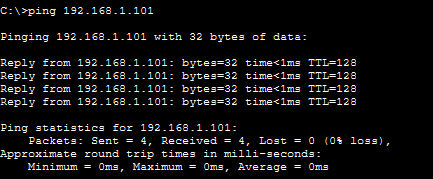 C:\>ping 192.168.1.101
Pinging 192.168.1.101 with 32 bytes of data:
Reply from 192.168.1.101: bytes=32 time<1ms TTL=128
Reply from 192.168.1.101: bytes=32 time<1ms TTL=128
Reply from 192.168.1.101: bytes=32 time<1ms TTL=128
Reply from 192.168.1.101: bytes=32 time<1ms TTL=128
Ping statistics for 192.168.1.101:
Packets: Sent = 4, Received = 4, Lost = 0 (0% loss),
Approximate round trip times in milli-seconds:
Minimum = 0ms, Maximum = 0ms, Average = 0ms